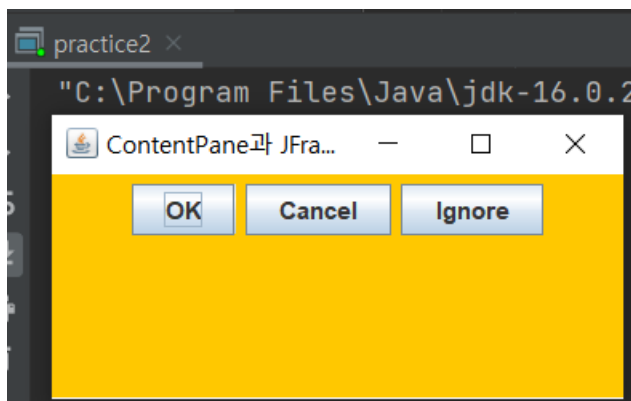 practice2
"C:\Program Files\Java\jdk-16.0.2
ContentPane과 JFra...
OK Cancel Ignore